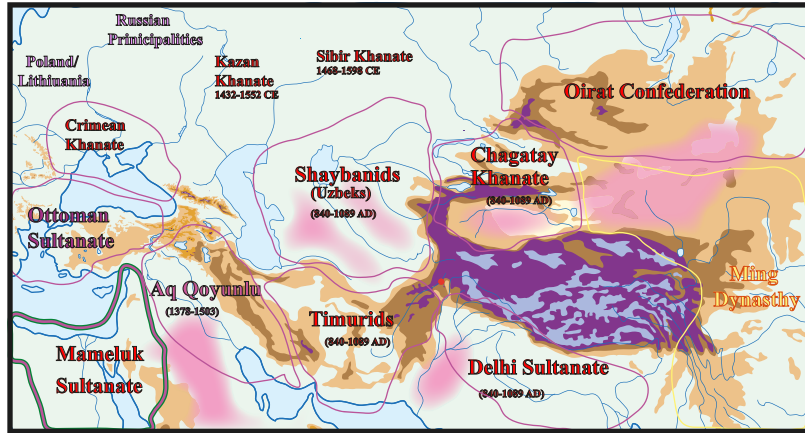 Russian
Prinicipalities
Poland/
Lithiuania
Kazan
Khanate
1432-1552 CE
Sibir Khanate
1468-1598 CE
Oirat Confederation
Crimean
Khanate
Shaybanids
(Uzbeks)
(840-1089 AD)
Chagatay
Khanate
(840-1089 AD)
Ottoman
Sultanate
Aq Qoyunlu
(1378-1503)
Timurids
(840-1089 AD)
Ming
Dynasthy
Mameluk
Sultanate
Delhi Sultanate
(840-1089 AD)